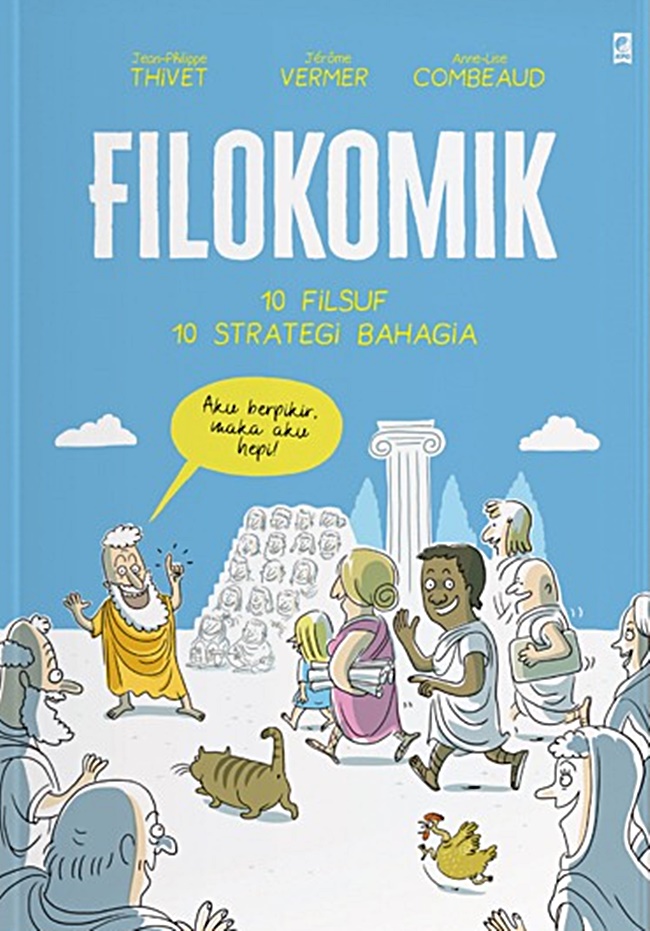 Jean-Philippe
THIVET
Jérôme
VERMER
Anne-Lise
COMBEAUD
KPG
FILOKOMIK
10 FILSUF
10 STRATEGI BAHAGIA
Aku berpikir,
maka aku
hepi!